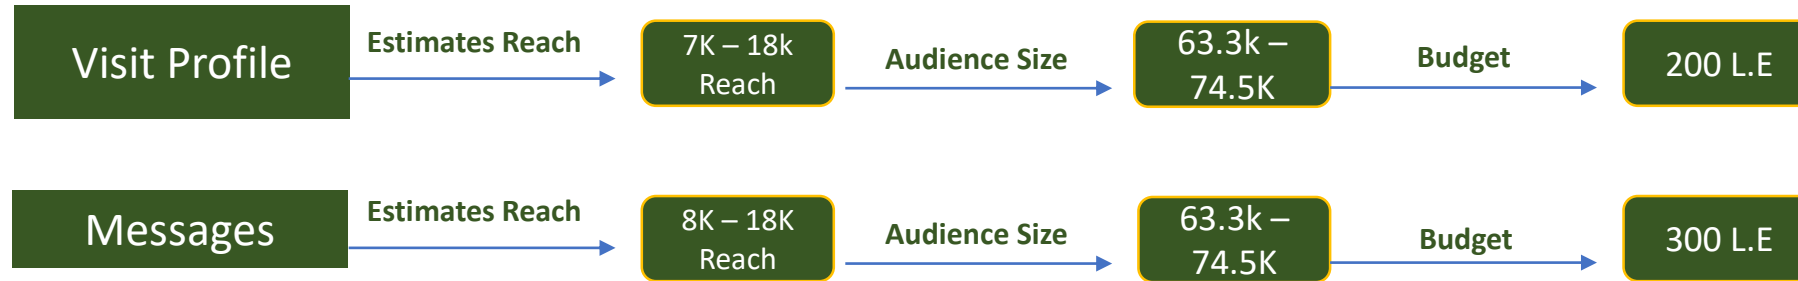 Visit Profile
Estimates Reach
7K – 18k
Reach
Audience Size
63.3k –
74.5K
Budget
200 L.E
Messages
Estimates Reach
8K – 18K
Reach
Audience Size
63.3k –
74.5K
Budget
300 L.E